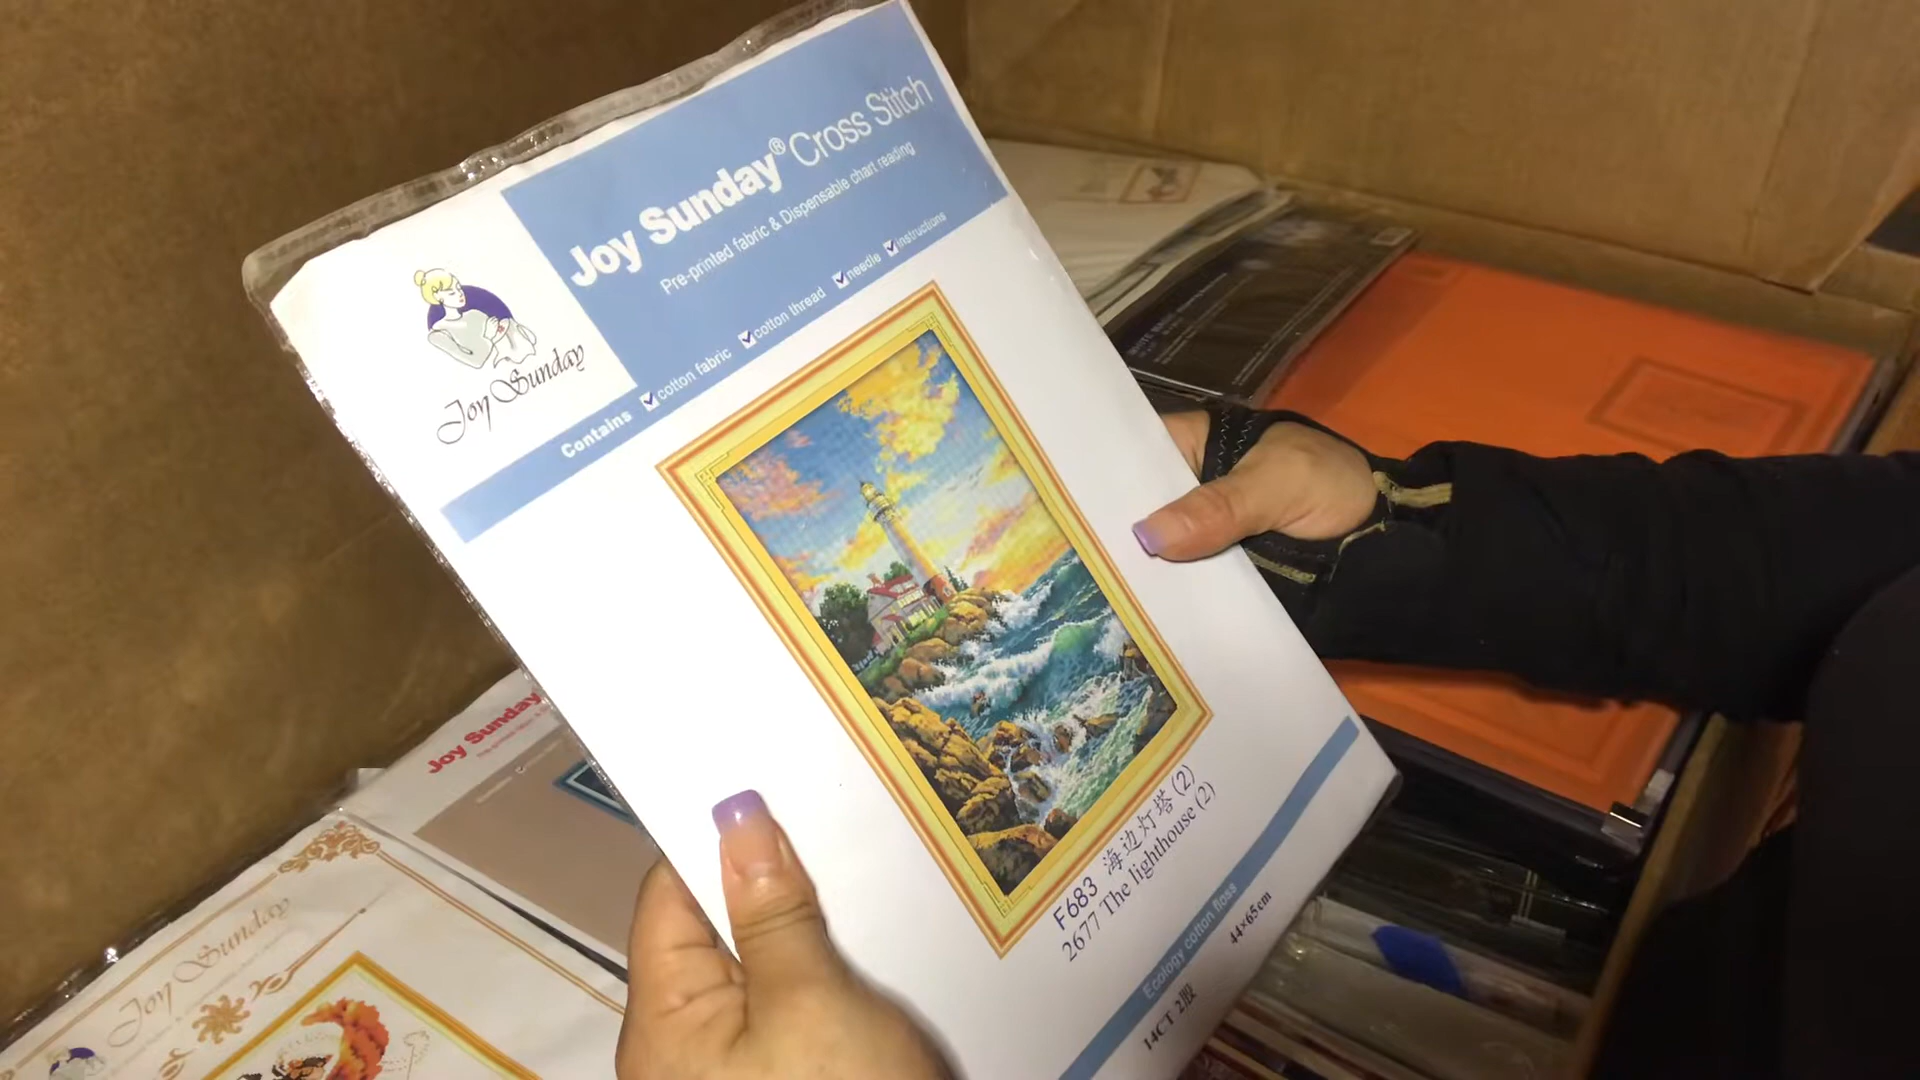 Joy Sunday® Cross Stitch
Pre-printed fabric & Dispensable chart reading
Joy Sunday
Contains cotton fabric cotton thread needle instructions
F683 海边灯塔(2)
2677 The lighthouse (2)
Ecology cotton floss
44×65cm
14CT 2股
Joy Sunday
Joy Sunday